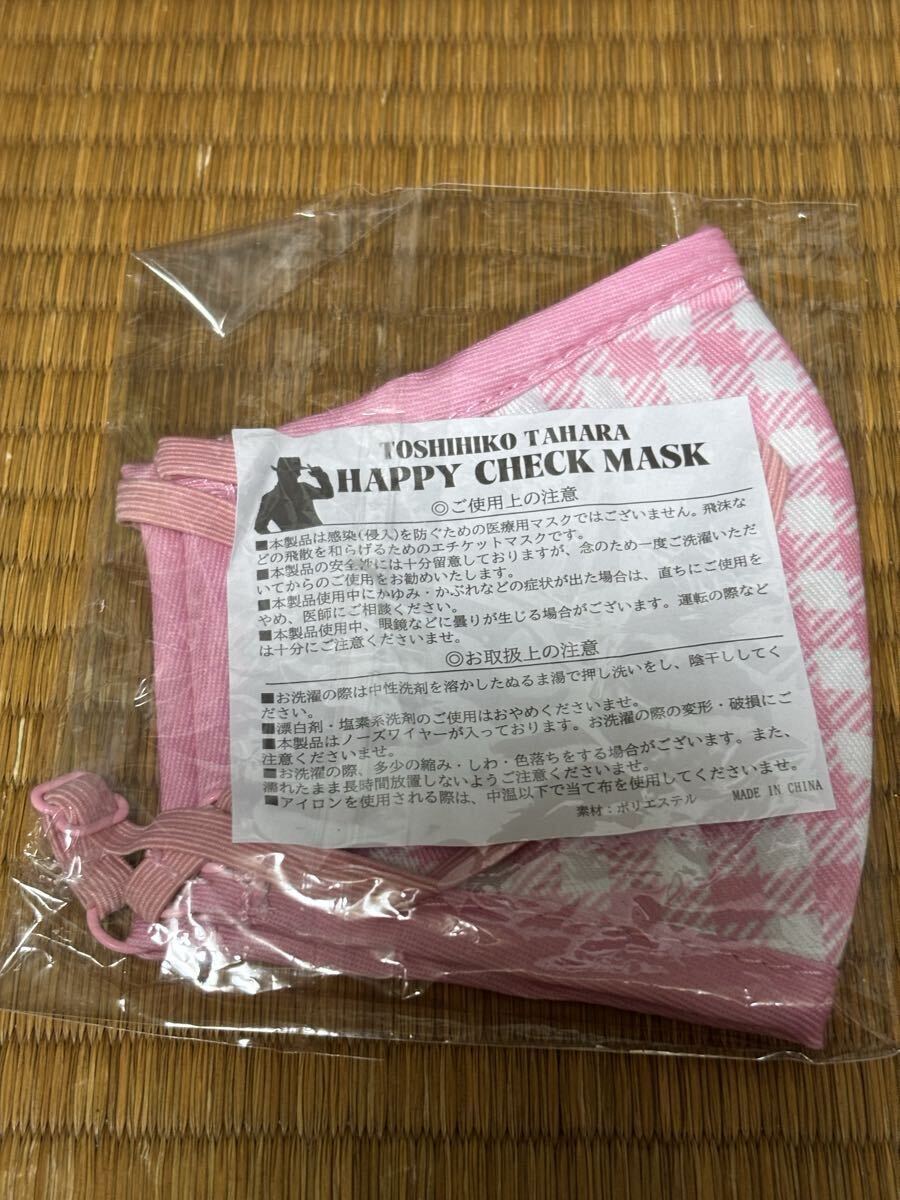 TOSHIHIKO TAHARA
HAPPY CHECK MASK
◎ご使用上の注意
■本製品は感染(侵入)を防ぐための医療用マスクではございません。飛沫な
どの飛散を和らげるためのエチケットマスクです。
■本製品の安全性には十分留意しておりますが、念のため一度ご洗濯いただ
いてからのご使用をお勧めいたします。
■本製品使用中にかゆみ・かぶれなどの症状が出た場合は、直ちにご使用を
やめ、医師にご相談ください。
■本製品使用中、眼鏡などに曇りが生じる場合がございます。運転の際など
は十分にご注意くださいませ。
◎お取扱上の注意
■お洗濯の際は中性洗剤を溶かしたぬるま湯で押し洗いをし、陰干ししてく
ださい。
■漂白剤・塩素系洗剤のご使用はおやめくださいませ。
■本製品はノーズワイヤーが入っております。お洗濯の際の変形・破損にご
注意くださいませ。
■お洗濯の際、多少の縮み・しわ・色落ちをする場合がございます。また、
濡れたまま長時間放置しないようご注意くださいませ。
■アイロンを使用される際は、中温以下で当て布を使用してくださいませ。
素材：ポリエステル MADE IN CHINA